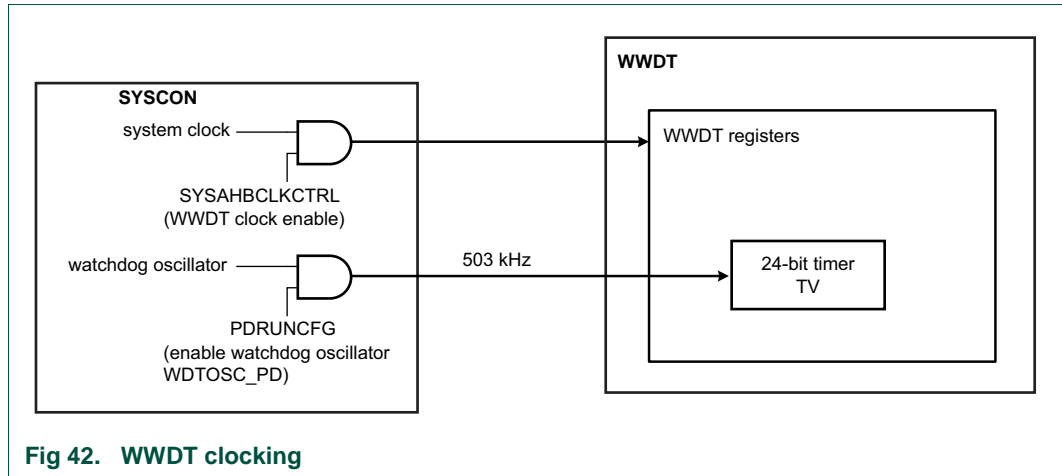 SYSCON
system clock
SYSAHBCLKCTRL
(WWDT clock enable)
watchdog oscillator
PDRUNCFG
(enable watchdog oscillator
WDTOSC_PD)
503 kHz
WWDT
WWDT registers
24-bit timer
TV
Fig 42. WWDT clocking